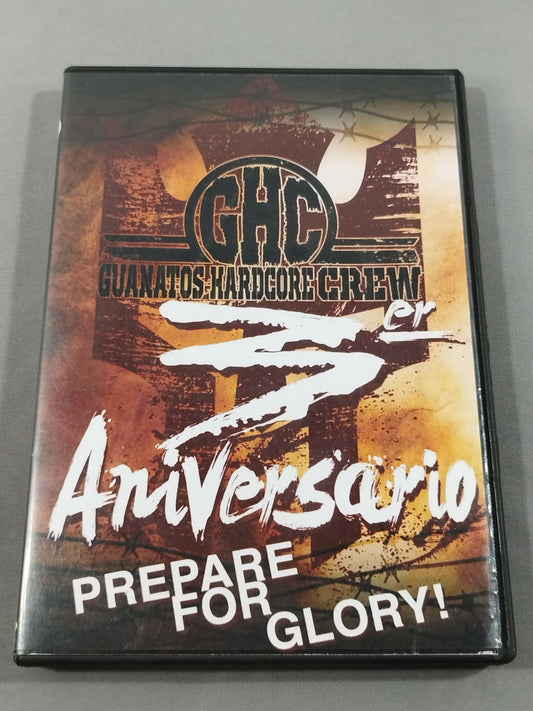 GHC
GUANATOS HARDCORE CREW
3er
Aniversario
PREPARE
FOR
GLORY!